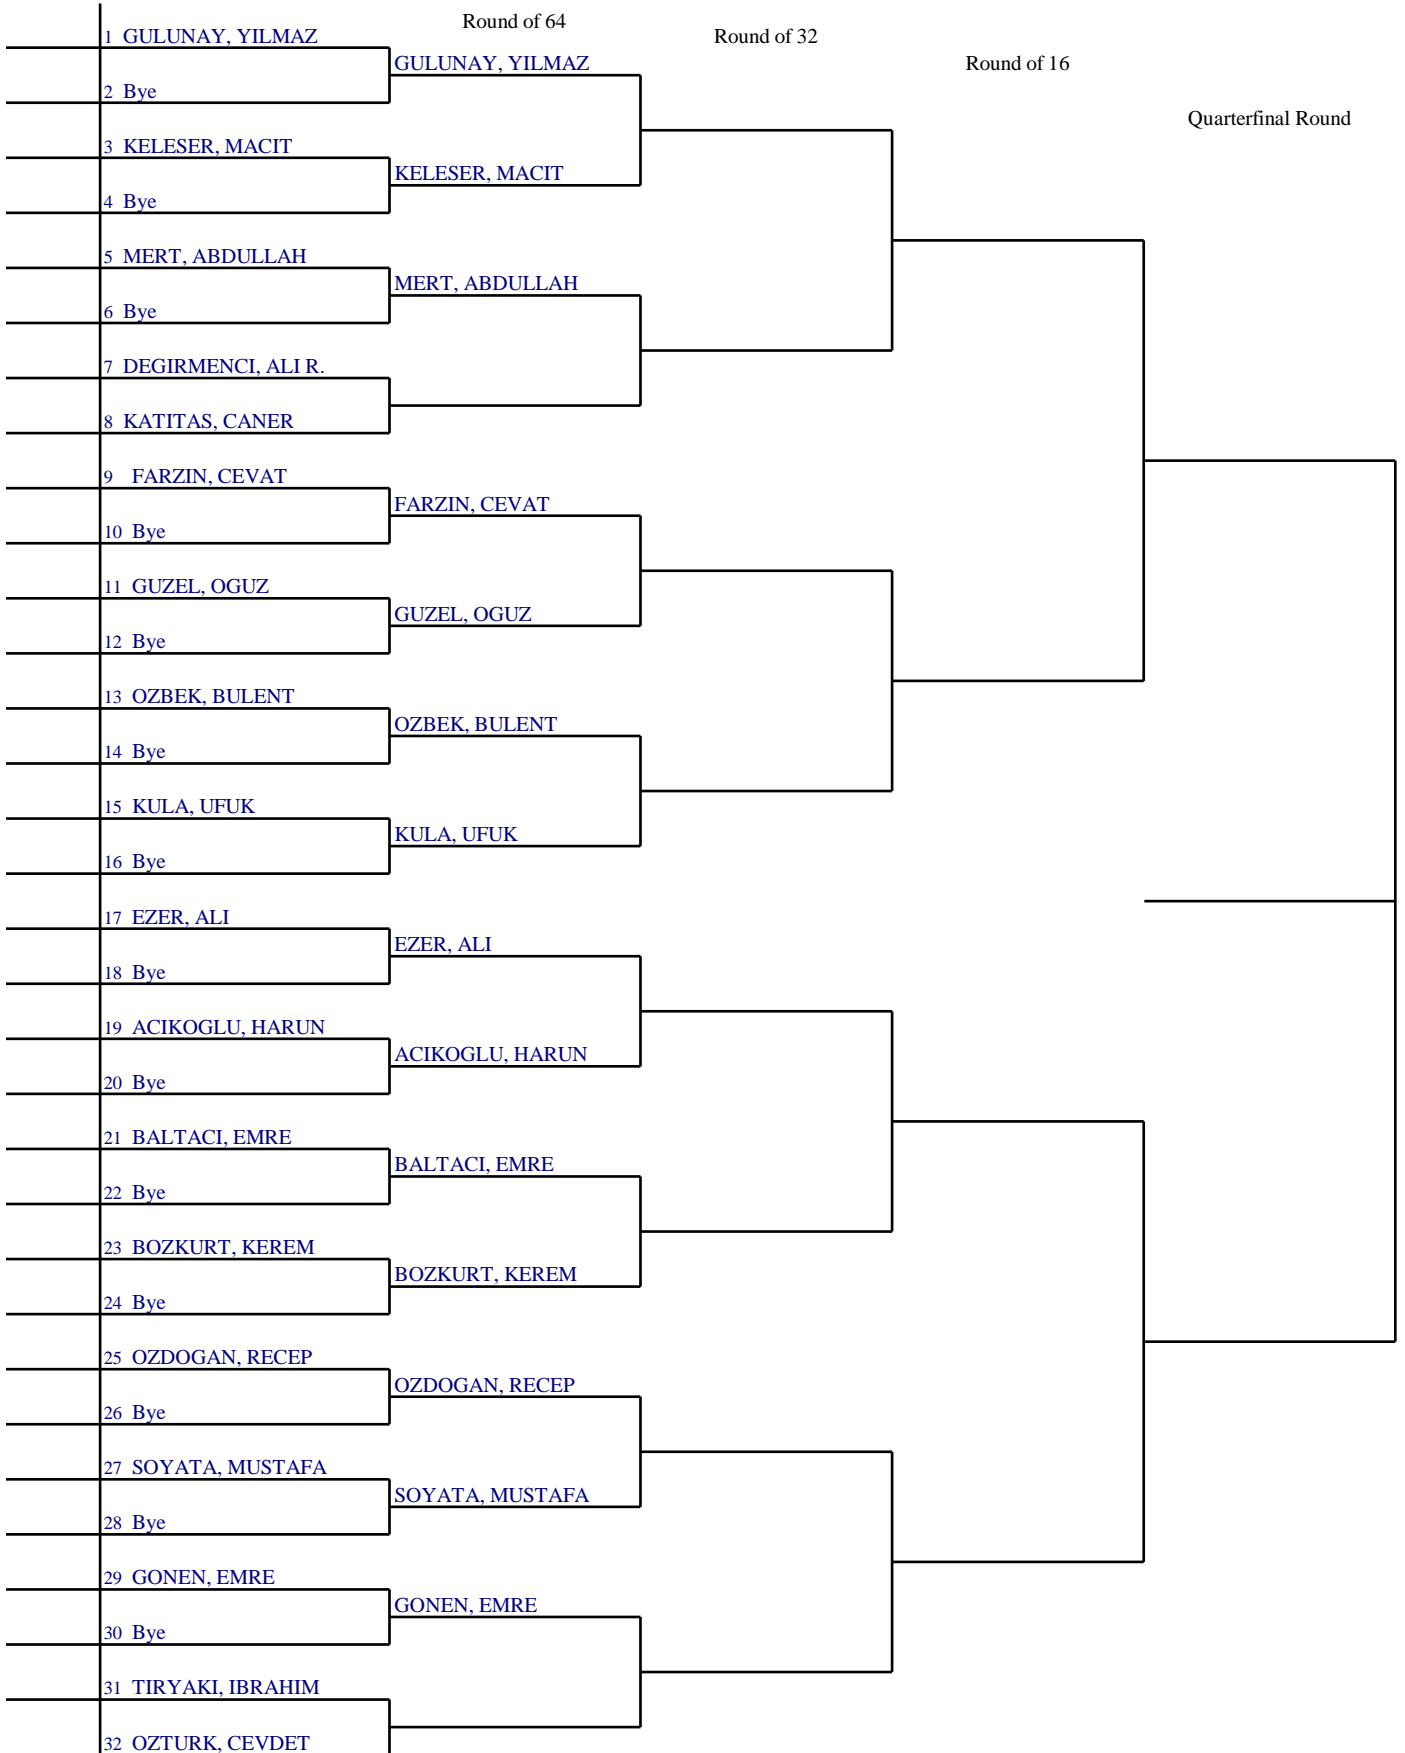 Round of 64
Round of 32
Round of 16
Quarterfinal Round
1 GULUNAY, YILMAZ
GULUNAY, YILMAZ
2 Bye
3 KELESER, MACIT
KELESER, MACIT
4 Bye
5 MERT, ABDULLAH
MERT, ABDULLAH
6 Bye
7 DEGIRMENCI, ALI R.
8 KATITAS, CANER
9 FARZIN, CEVAT
FARZIN, CEVAT
10 Bye
11 GUZEL, OGUZ
GUZEL, OGUZ
12 Bye
13 OZBEK, BULENT
OZBEK, BULENT
14 Bye
15 KULA, UFUK
KULA, UFUK
16 Bye
17 EZER, ALI
EZER, ALI
18 Bye
19 ACIKOGLU, HARUN
ACIKOGLU, HARUN
20 Bye
21 BALTACI, EMRE
BALTACI, EMRE
22 Bye
23 BOZKURT, KEREM
BOZKURT, KEREM
24 Bye
25 OZDOGAN, RECEP
OZDOGAN, RECEP
26 Bye
27 SOYATA, MUSTAFA
SOYATA, MUSTAFA
28 Bye
29 GONEN, EMRE
GONEN, EMRE
30 Bye
31 TIRYAKI, IBRAHIM
32 OZTURK, CEVDET